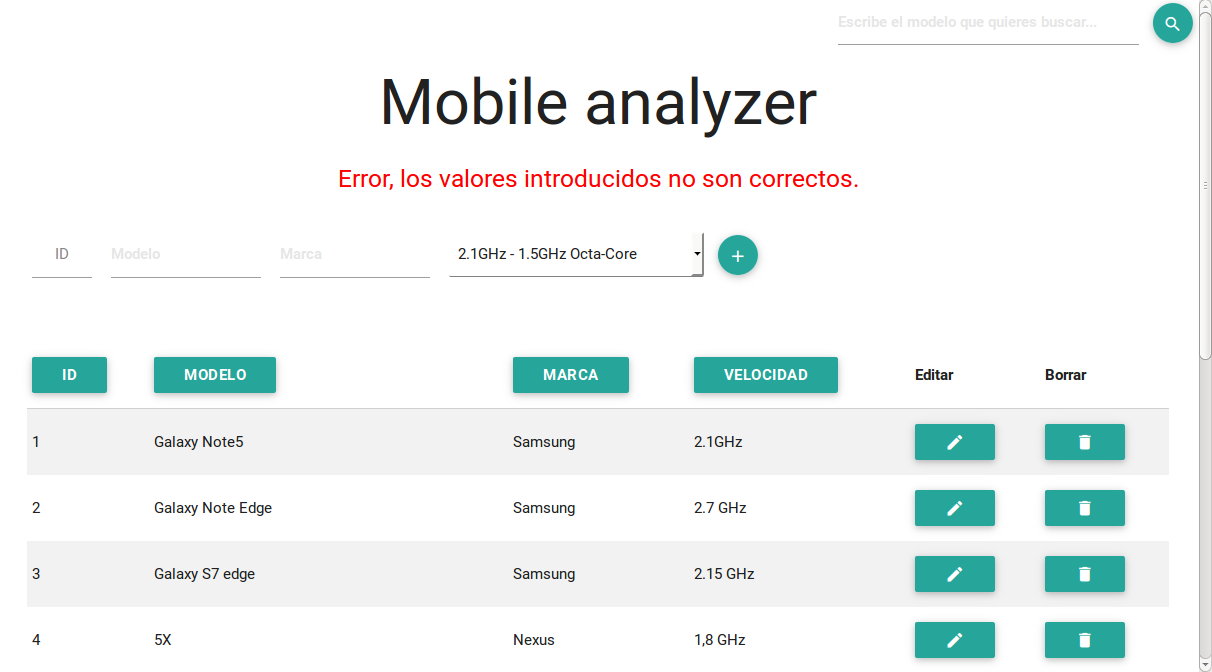 Escribe el modelo que quieres buscar...
Mobile analyzer
Error, los valores introducidos no son correctos.
ID Modelo Marca 2.1GHz - 1.5GHz Octa-Core
ID MODELO MARCA VELOCIDAD Editar Borrar
1 Galaxy Note5 Samsung 2.1GHz
2 Galaxy Note Edge Samsung 2.7 GHz
3 Galaxy S7 edge Samsung 2.15 GHz
4 5X Nexus 1,8 GHz